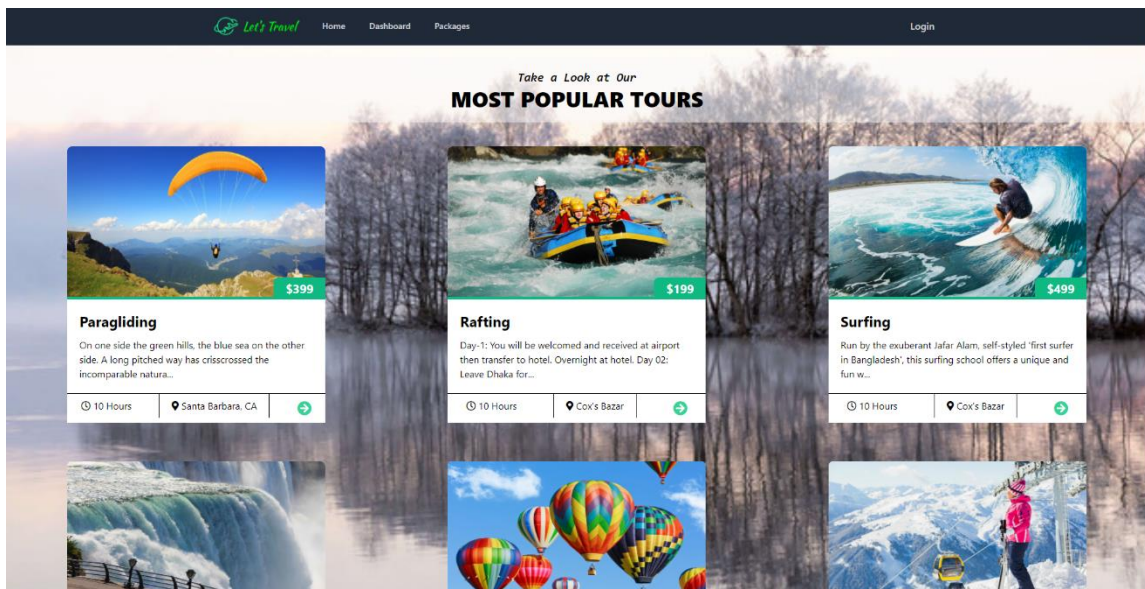 Let's Travel Home Dashboard Packages Login
Take a Look at Our
MOST POPULAR TOURS
$399
Paragliding
On one side the green hills, the blue sea on the other
side. A long pitched way has crisscrossed the
incomparable natura...
10 Hours Santa Barbara, CA
$199
Rafting
Day-1: You will be welcomed and received at airport
then transfer to hotel. Overnight at hotel. Day 02:
Leave Dhaka for...
10 Hours Cox's Bazar
$499
Surfing
Run by the exuberant Jafar Alam, self-styled 'first surfer
in Bangladesh', this surfing school offers a unique and
fun w...
10 Hours Cox's Bazar